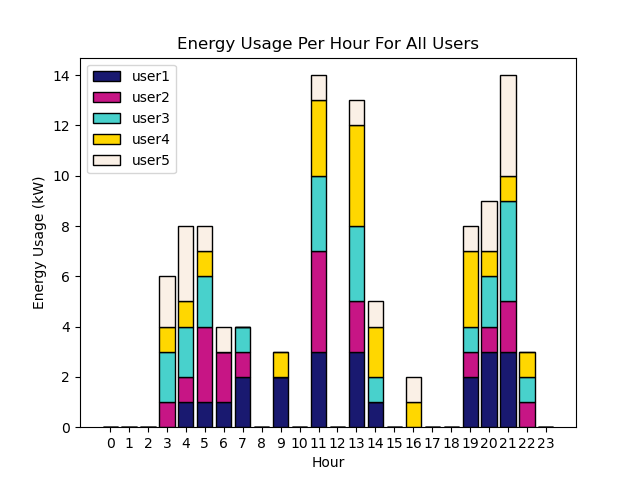 Energy Usage Per Hour For All Users
user1
user2
user3
user4
user5
Energy Usage (kW)
14
12
10
8
6
4
2
0
0 1 2 3 4 5 6 7 8 9 10 11 12 13 14 15 16 17 18 19 20 21 22 23
Hour